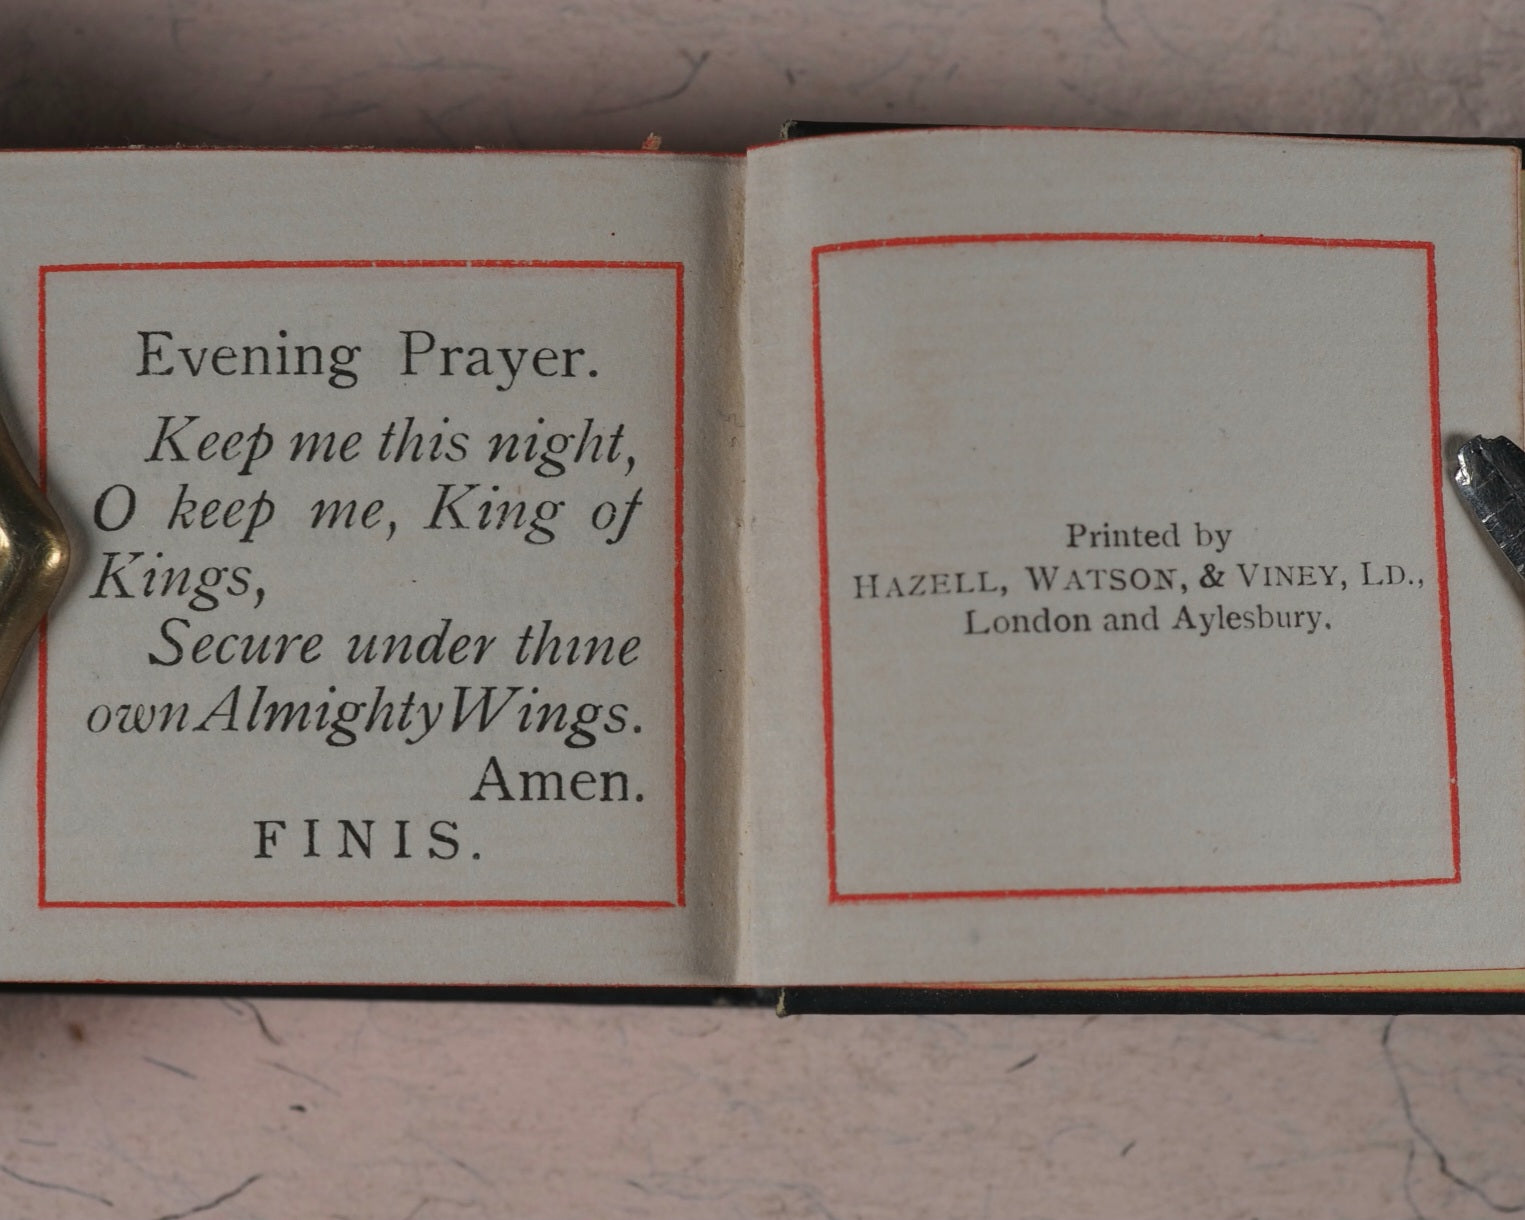 Evening Prayer.
Keep me this night,
O keep me, King of
Kings,
Secure under thine
own Almighty Wings.
Amen.
FINIS.
Printed by
HAZELL, WATSON, & VINEY, LD.,
London and Aylesbury.